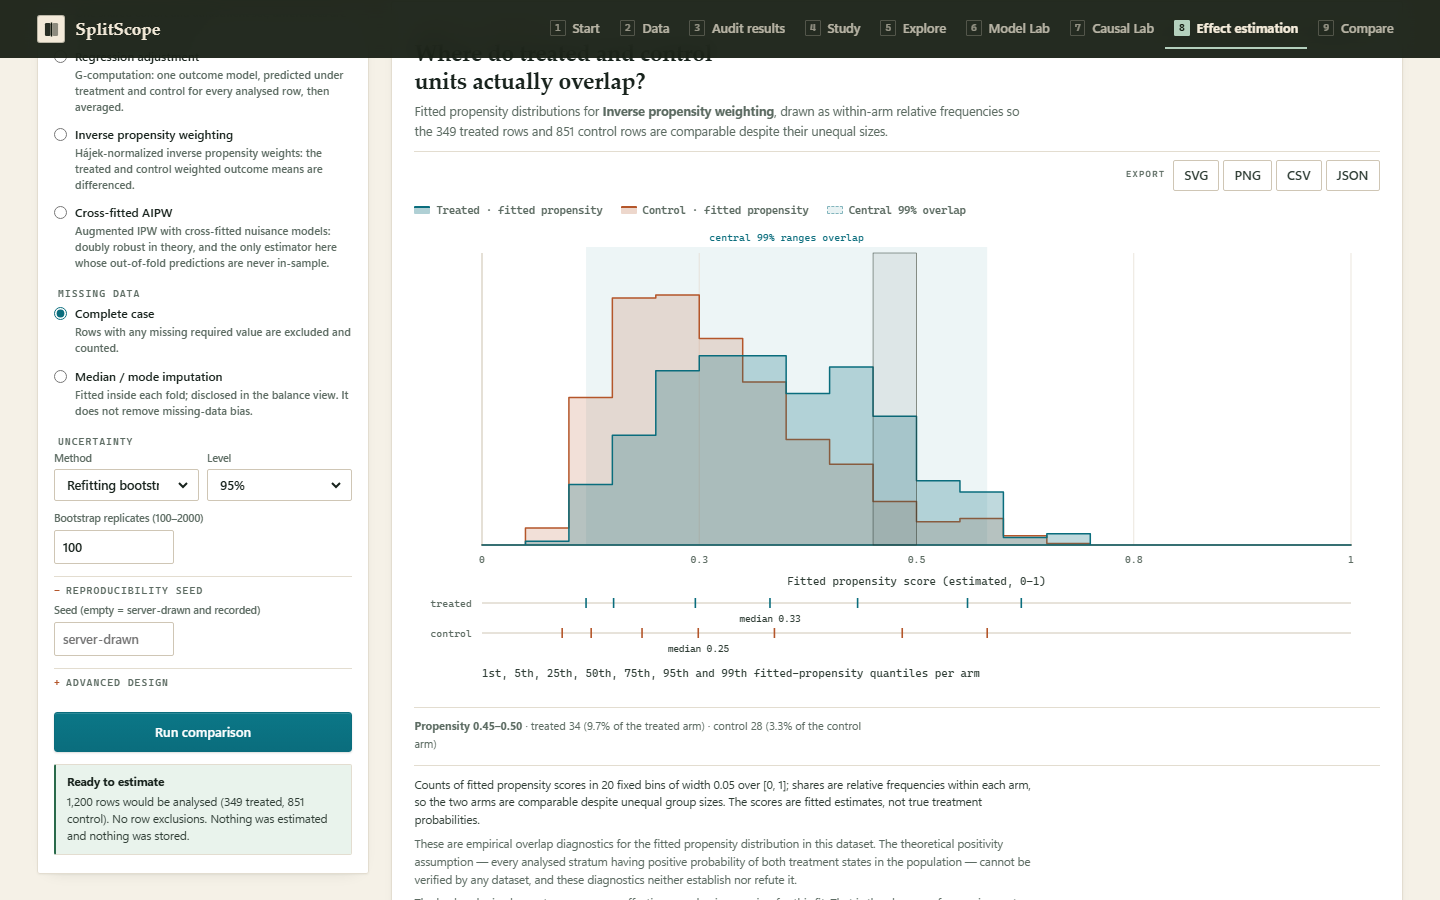 SplitScope
1 Start
2 Data
3 Audit results
4 Study
5 Explore
6 Model Lab
7 Causal Lab
8 Effect estimation
9 Compare
Regression adjustment
G-computation: one outcome model, predicted under
treatment and control for every analysed row, then
averaged.
Inverse propensity weighting
Hájek-normalized inverse propensity weights: the
treated and control weighted outcome means are
differenced.
Cross-fitted AIPW
Augmented IPW with cross-fitted nuisance models:
doubly robust in theory, and the only estimator here
whose out-of-fold predictions are never in-sample.
MISSING DATA
Complete case
Rows with any missing required value are excluded and
counted.
Median / mode imputation
Fitted inside each fold; disclosed in the balance view. It
does not remove missing-data bias.
UNCERTAINTY
Method
Level
Refitting bootstr
95%
Bootstrap replicates (100–2000)
100
− REPRODUCIBILITY SEED
Seed (empty = server-drawn and recorded)
server-drawn
+ ADVANCED DESIGN
Run comparison
Ready to estimate
1,200 rows would be analysed (349 treated, 851
control). No row exclusions. Nothing was estimated
and nothing was stored.
Where do treated and control
units actually overlap?
Fitted propensity distributions for Inverse propensity weighting, drawn as within-arm relative frequencies so
the 349 treated rows and 851 control rows are comparable despite their unequal sizes.
EXPORT SVG PNG CSV JSON
Treated · fitted propensity
Control · fitted propensity
Central 99% overlap
central 99% ranges overlap
0 0.3 0.5 0.8 1
Fitted propensity score (estimated, 0–1)
treated
median 0.33
control
median 0.25
1st, 5th, 25th, 50th, 75th, 95th and 99th fitted-propensity quantiles per arm
Propensity 0.45–0.50 · treated 34 (9.7% of the treated arm) · control 28 (3.3% of the control
arm)
Counts of fitted propensity scores in 20 fixed bins of width 0.05 over [0, 1]; shares are relative frequencies within each arm,
so the two arms are comparable despite unequal group sizes. The scores are fitted estimates, not true treatment
probabilities.
These are empirical overlap diagnostics for the fitted propensity distribution in this dataset. The theoretical positivity
assumption — every analysed stratum having positive probability of both treatment states in the population — cannot be
verified by any dataset, and these diagnostics neither establish nor refute it.